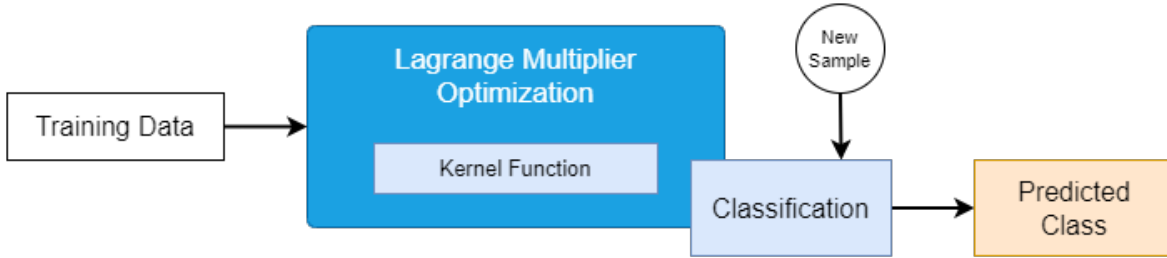 Training Data
Lagrange Multiplier
Optimization
Kernel Function
New
Sample
Classification
Predicted
Class